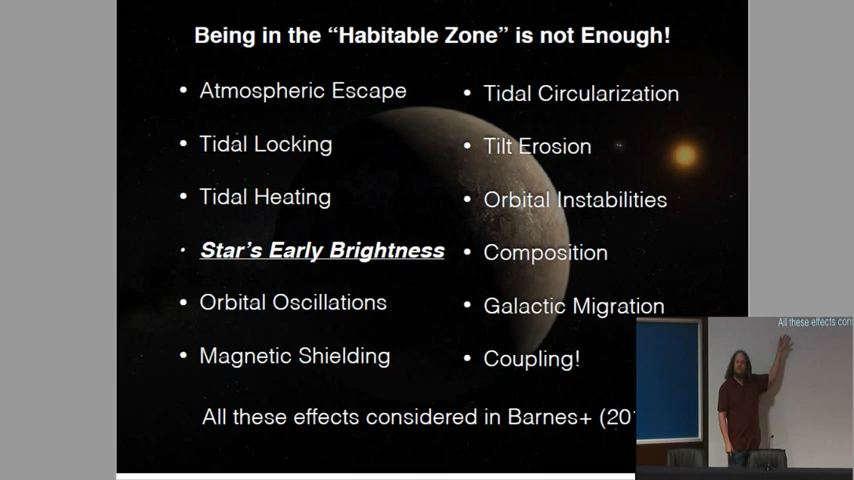 Being in the “Habitable Zone” is not Enough!
• Atmospheric Escape
• Tidal Locking
• Tidal Heating
• Star’s Early Brightness
• Orbital Oscillations
• Magnetic Shielding
• Tidal Circularization
• Tilt Erosion
• Orbital Instabilities
• Composition
• Galactic Migration
• Coupling!
All these effects considered in Barnes+ (20
All these effects con